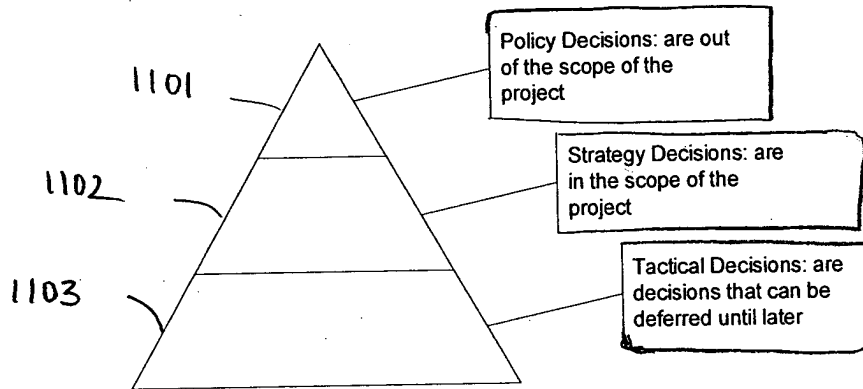 1101
Policy Decisions: are out
of the scope of the
project
1102
Strategy Decisions: are
in the scope of the
project
1103
Tactical Decisions: are
decisions that can be
deferred until later